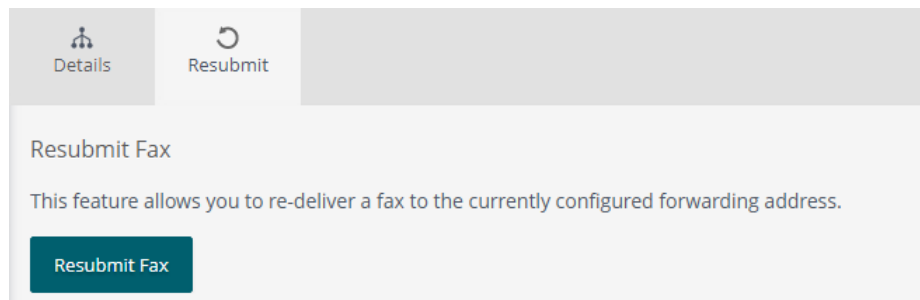 Details
Resubmit
Resubmit Fax
This feature allows you to re-deliver a fax to the currently configured forwarding address.
Resubmit Fax